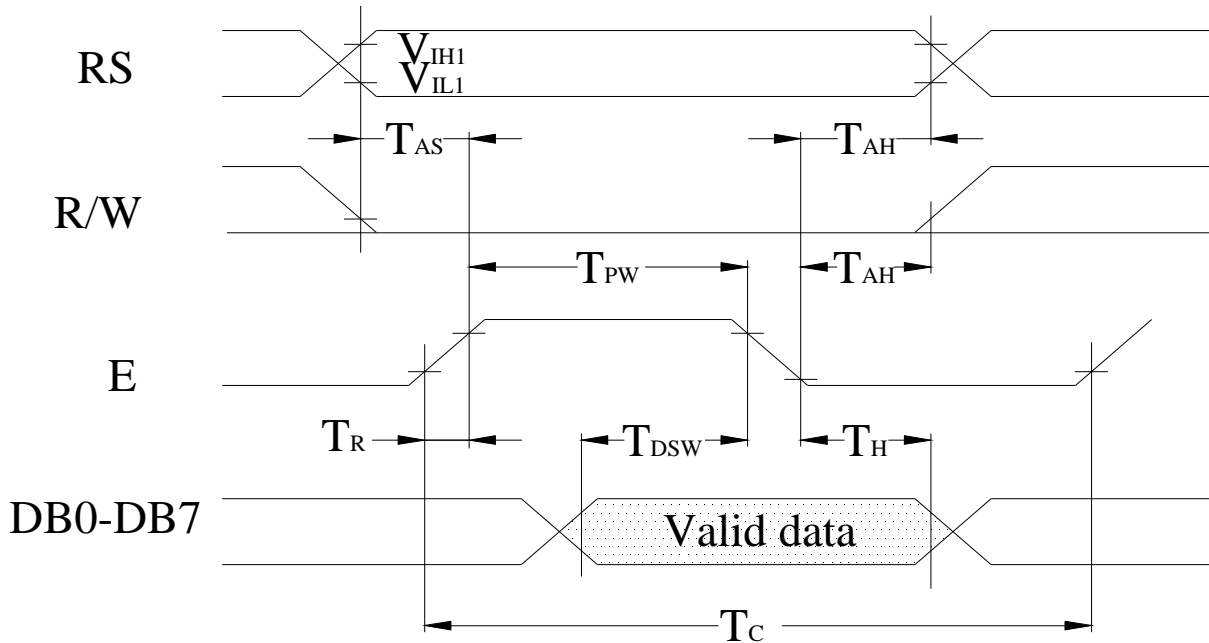 RS
VIH1
VIL1
TAS
TAH
R/W
TPW
TAH
E
TR
TDSW
TH
DB0-DB7
Valid data
TC